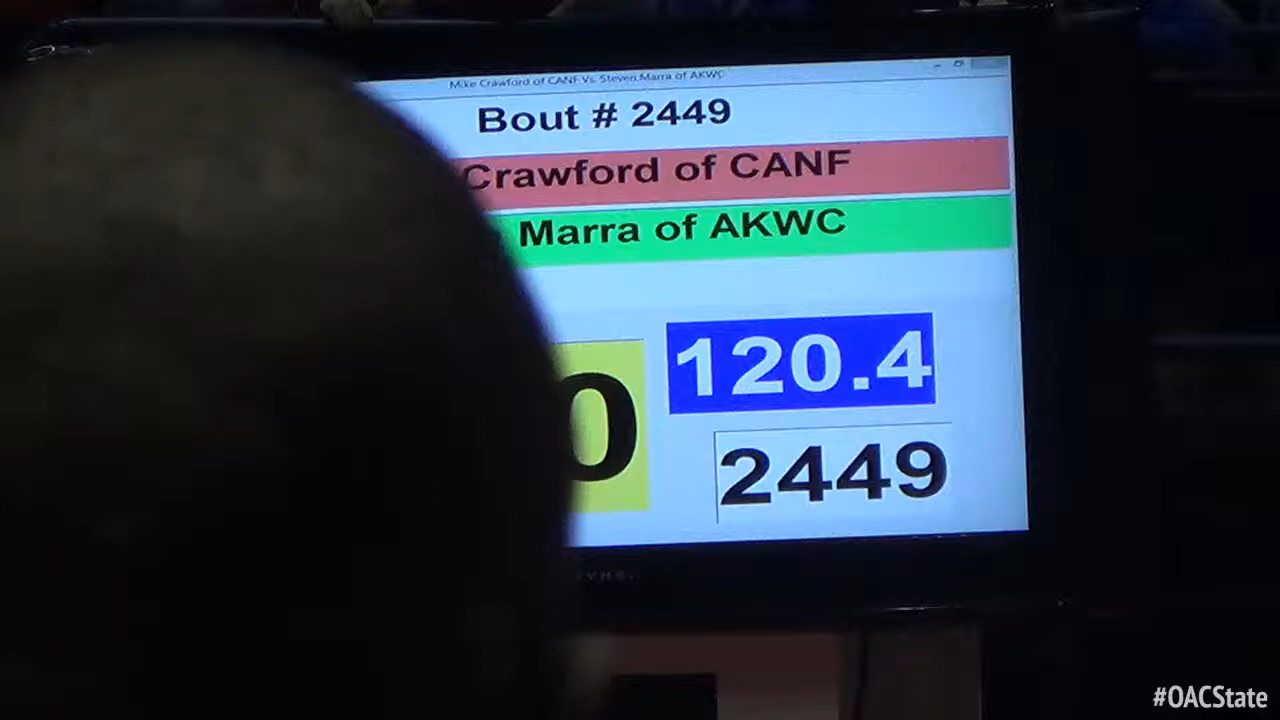 Mike Crawford of CANF Vs. Steven Marra of AKWC
Bout # 2449
Crawford of CANF
Marra of AKWC
0
120.4
2449
#OACState